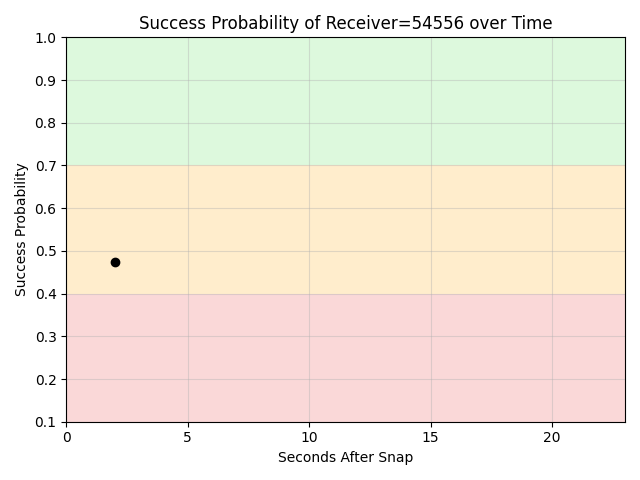 Success Probability of Receiver=54556 over Time
1.0
0.9
0.8
0.7
0.6
0.5
0.4
0.3
0.2
0.1
Success Probability
0 5 10 15 20
Seconds After Snap